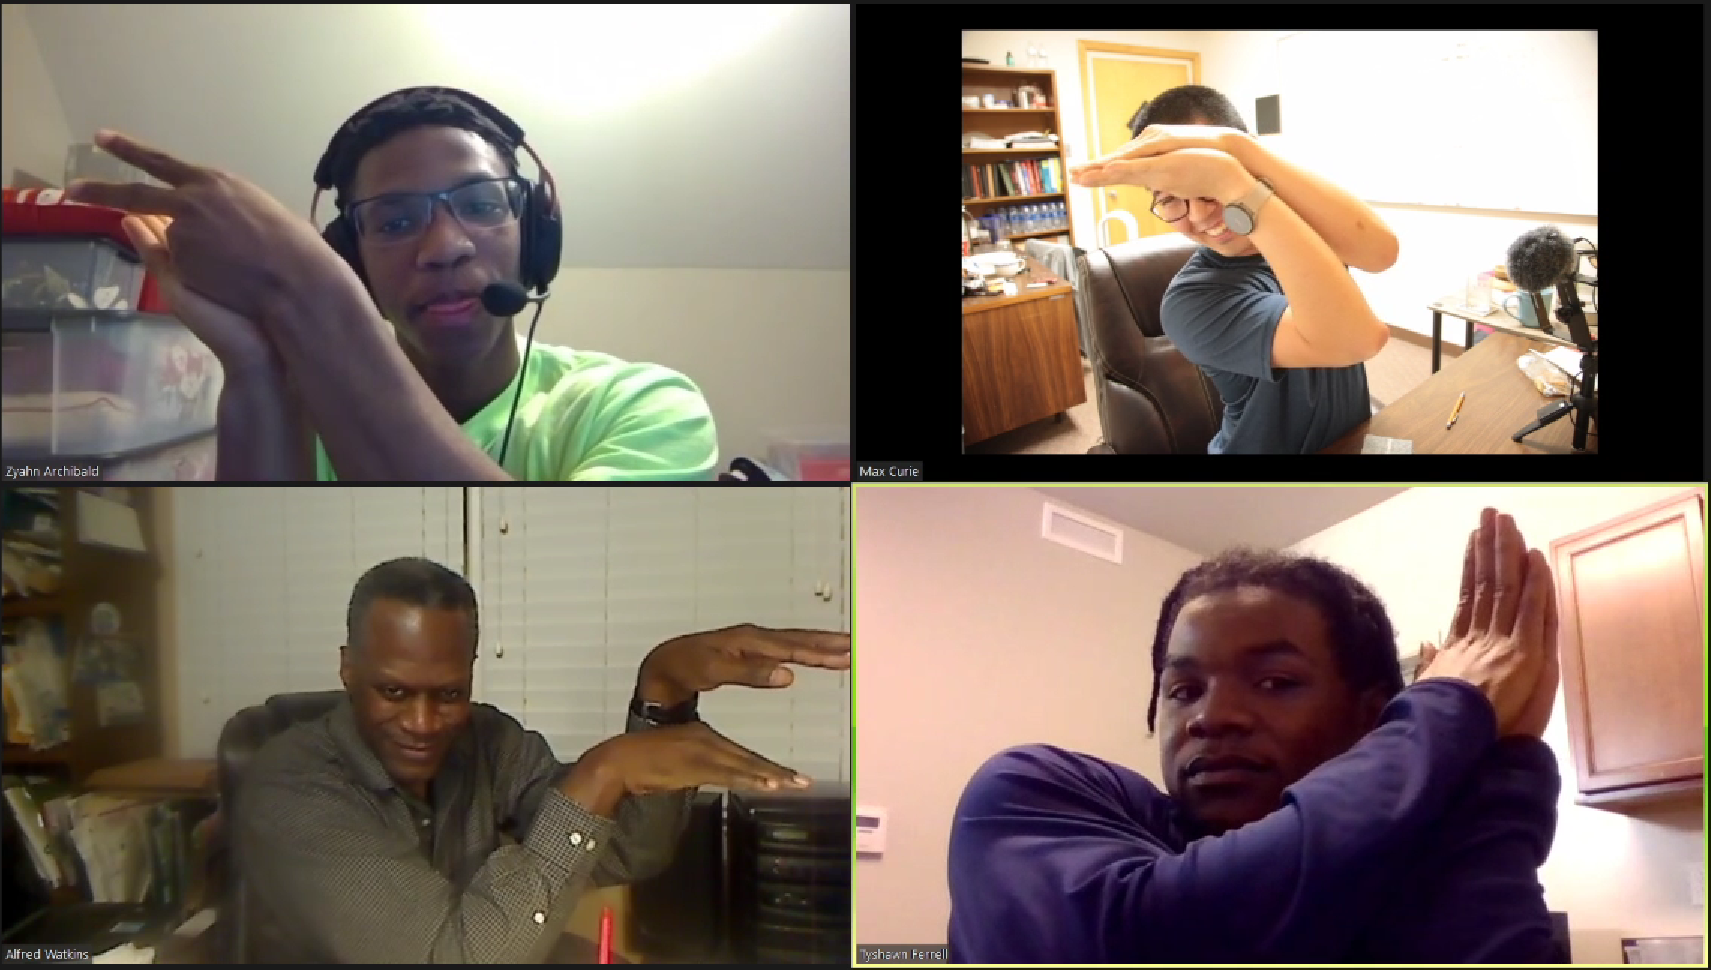 Zyahn Archibald
Max Curie
Alfred Watkins
Tyshawn Ferrell